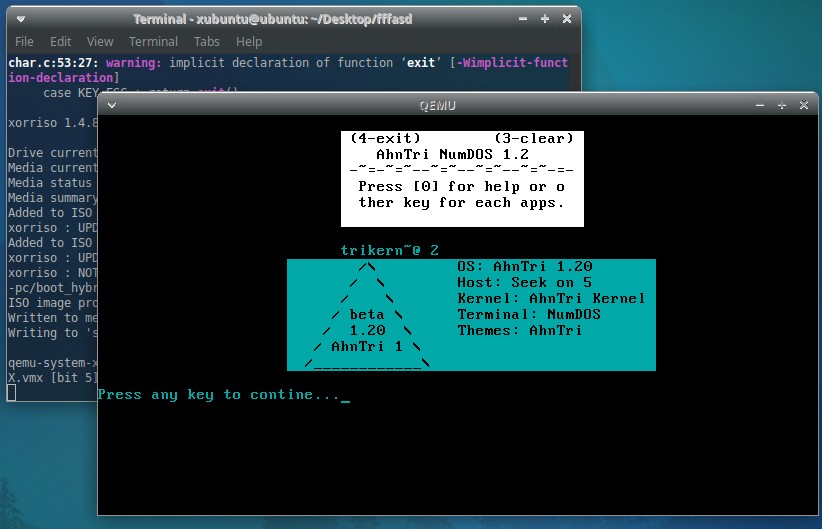 Terminal - xubuntu@ubuntu: ~/Desktop/fffasd
File Edit View Terminal Tabs Help
char.c:53:27: warning: implicit declaration of function ‘exit’ [-Wimplicit-funct
ion-declaration]
case KEY_ESC : return exit()
xorriso 1.4.8
Drive current
Media current
Media status
Media summary
Added to ISO
xorriso : UPD
Added to ISO
xorriso : UPD
xorriso : NOT
-pc/boot_hybr
ISO image pro
Written to me
Writing to 's
qemu-system-x
X.vmx [bit 5]
QEMU
(4-exit) (3-clear)
AhnTri NumDOS 1.2
-~=-~=~--~=~--~=~--~=~-=-
Press [0] for help or o
ther key for each apps.
trikern~@ 2
/\ OS: AhnTri 1.20
/ \ Host: Seek on 5
/ \ Kernel: AhnTri Kernel
/ beta \ Terminal: NumDOS
/ 1.20 \ Themes: AhnTri
/ AhnTri 1 \
/____________\
Press any key to contine..._